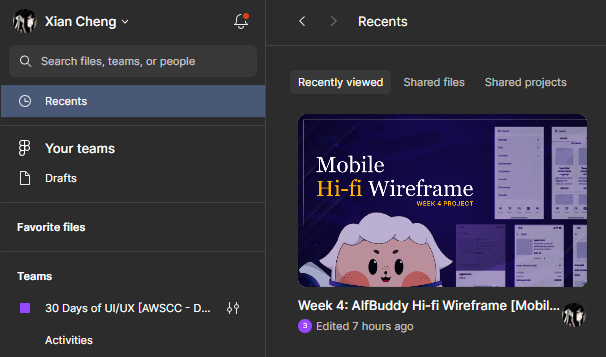 Xian Cheng
Search files, teams, or people
Recents
Your teams
Drafts
Favorite files
Teams
30 Days of UI/UX [AWSCC - D...
Activities
Recents
Recently viewed
Shared files
Shared projects
Mobile
Hi-fi Wireframe
WEEK 4 PROJECT
Week 4: AlfBuddy Hi-fi Wireframe [Mobil...
3 Edited 7 hours ago